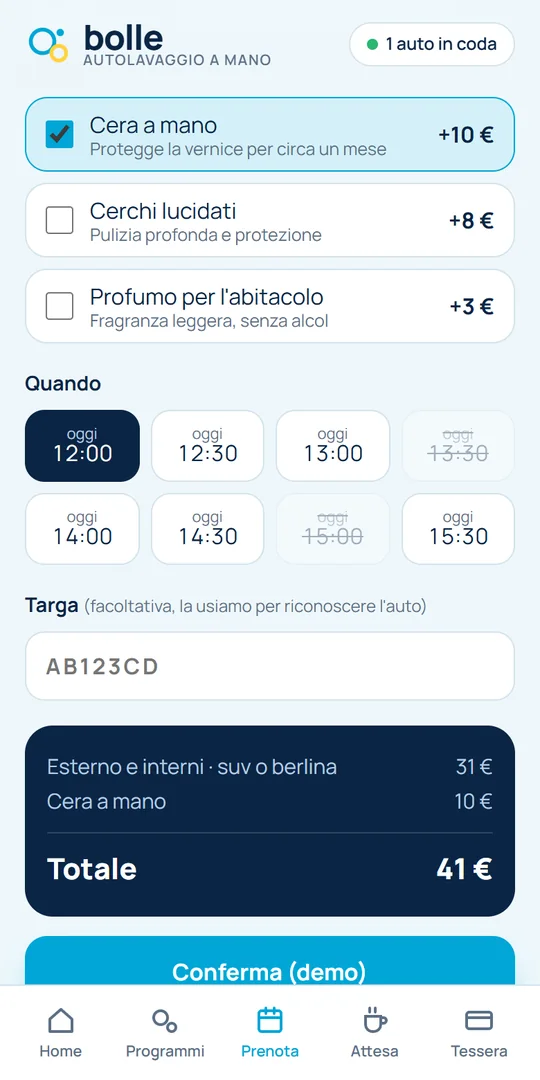 bolle
AUTOLAVAGGIO A MANO
1 auto in coda
Cera a mano
Protegge la vernice per circa un mese
+10 €
Cerchi lucidati
Pulizia profonda e protezione
+8 €
Profumo per l'abitacolo
Fragranza leggera, senza alcol
+3 €
Quando
oggi
12:00
oggi
12:30
oggi
13:00
oggi
13:30
oggi
14:00
oggi
14:30
oggi
15:00
oggi
15:30
Targa (facoltativa, la usiamo per riconoscere l'auto)
AB123CD
Esterno e interni · suv o berlina 31 €
Cera a mano 10 €
Totale 41 €
Conferma (demo)
Home
Programmi
Prenota
Attesa
Tessera